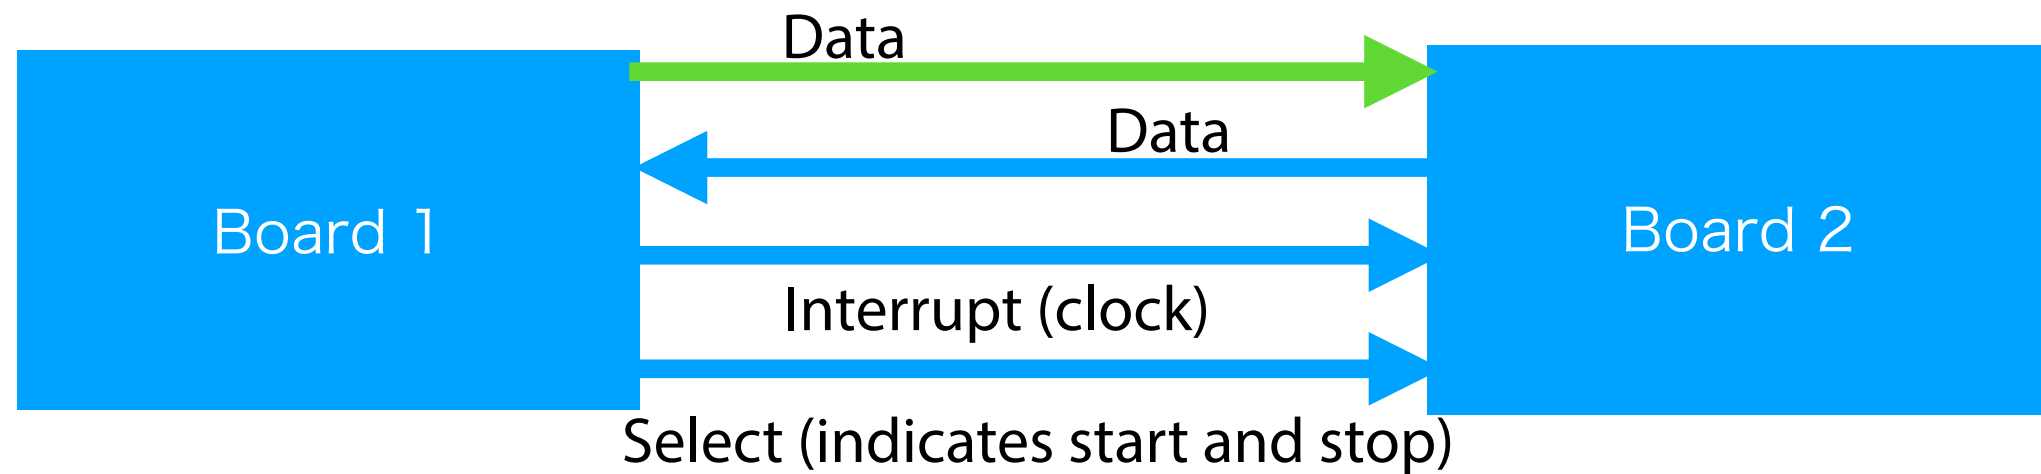 Data
Data
Board 1
Board 2
Interrupt (clock)
Select (indicates start and stop)